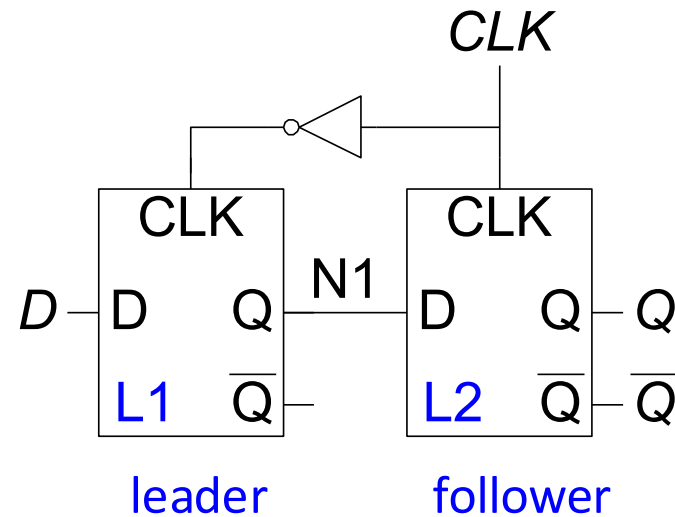 CLK
CLK CLK
D D Q N1 D Q Q
L1 Q̅ L2 Q̅ Q̅
leader follower